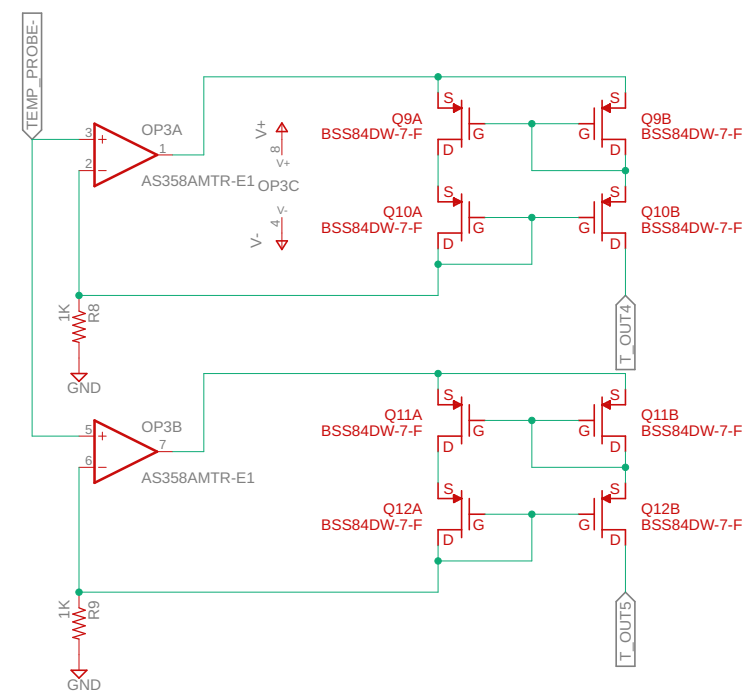 TEMP_PROBE-
OP3A
3
+
1
2
-
AS358AMTR-E1
V+
8
V+
OP3C
V-
4
V-
1K
R8
GND
S
Q9A
BSS84DW-7-F
G
D
S
Q9B
BSS84DW-7-F
G
D
S
Q10A
BSS84DW-7-F
G
D
S
Q10B
BSS84DW-7-F
G
D
T_OUT4
OP3B
5
+
7
6
-
AS358AMTR-E1
1K
R9
GND
S
Q11A
BSS84DW-7-F
G
D
S
Q11B
BSS84DW-7-F
G
D
S
Q12A
BSS84DW-7-F
G
D
S
Q12B
BSS84DW-7-F
G
D
T_OUT5